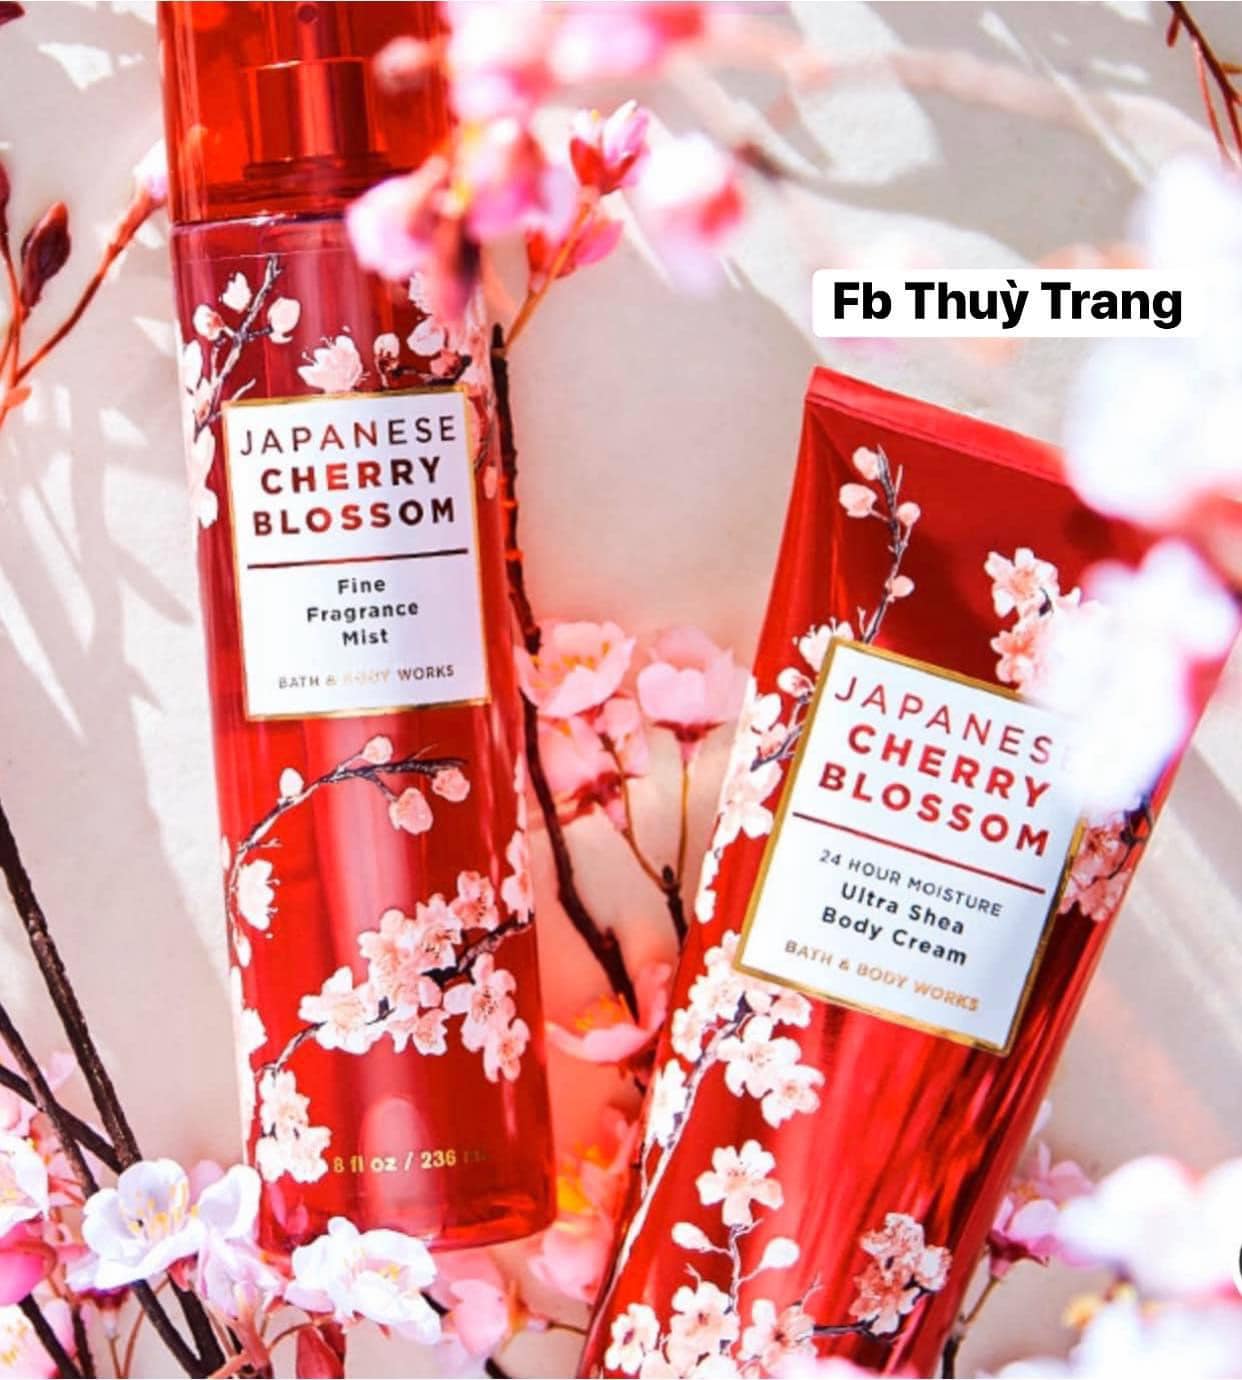 Fb Thuỳ Trang
JAPANESE
CHERRY
BLOSSOM
Fine
Fragrance
Mist
BATH & BODY WORKS
8 fl oz / 236
JAPANESE
CHERRY
BLOSSOM
24 HOUR MOISTURE
Ultra Shea
Body Cream
BATH & BODY WORKS